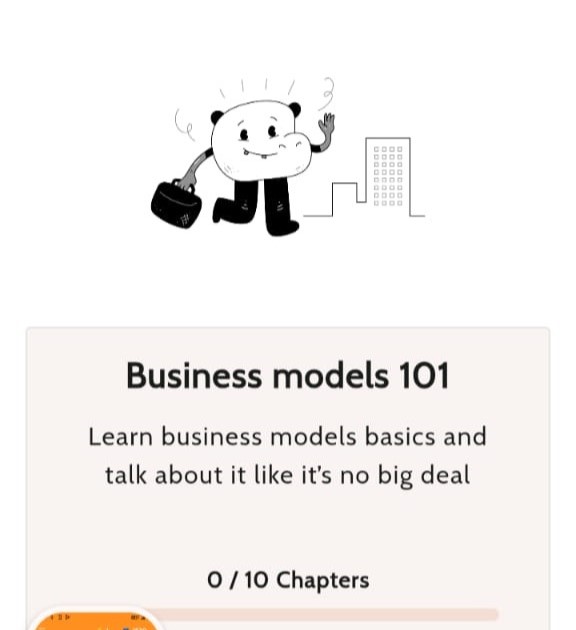 Business models 101
Learn business models basics and
talk about it like it's no big deal
0 / 10 Chapters